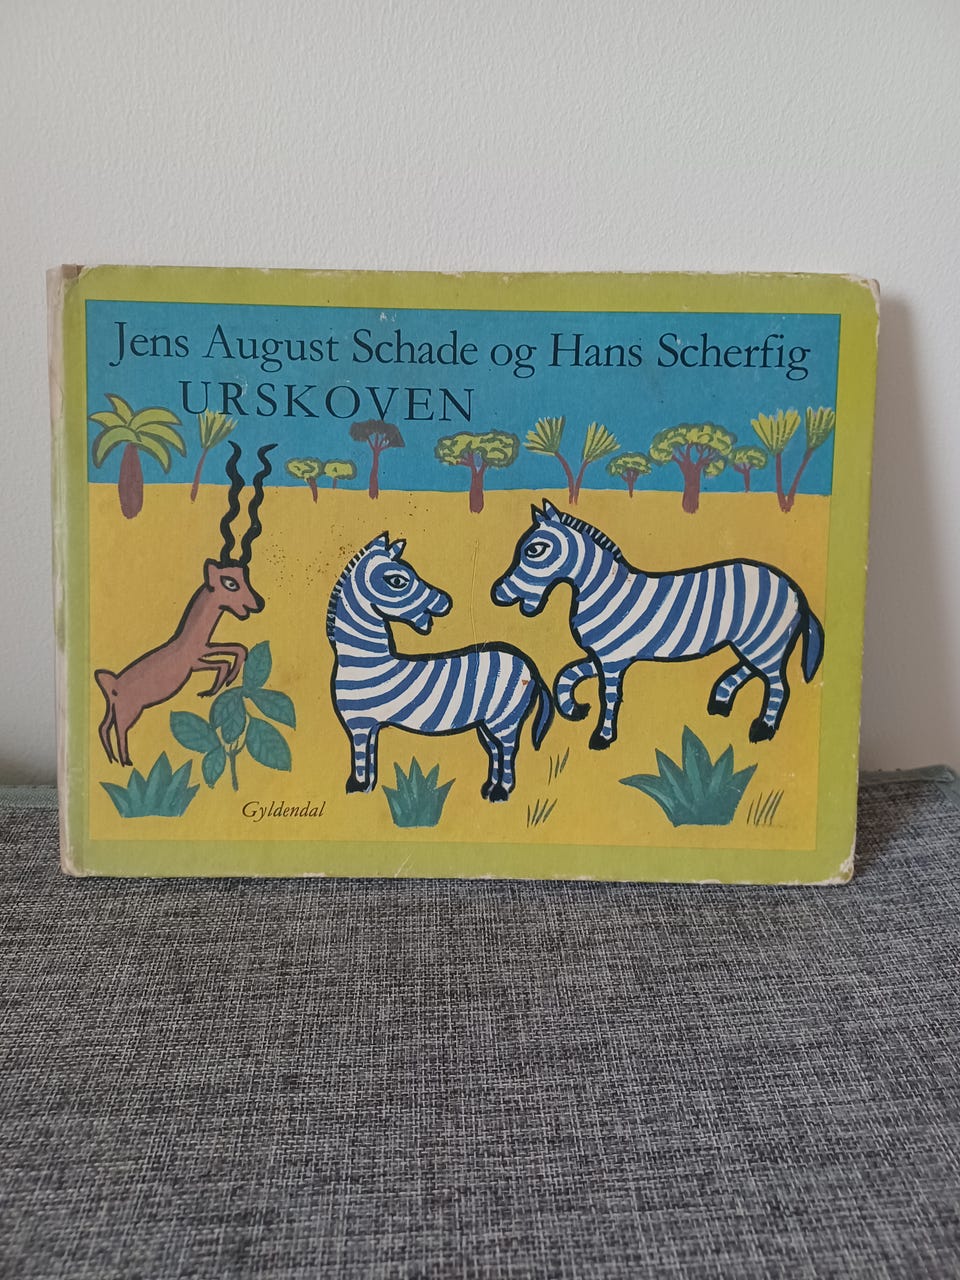 Jens August Schade og Hans Scherfig
URSKOVEN
Gyldendal